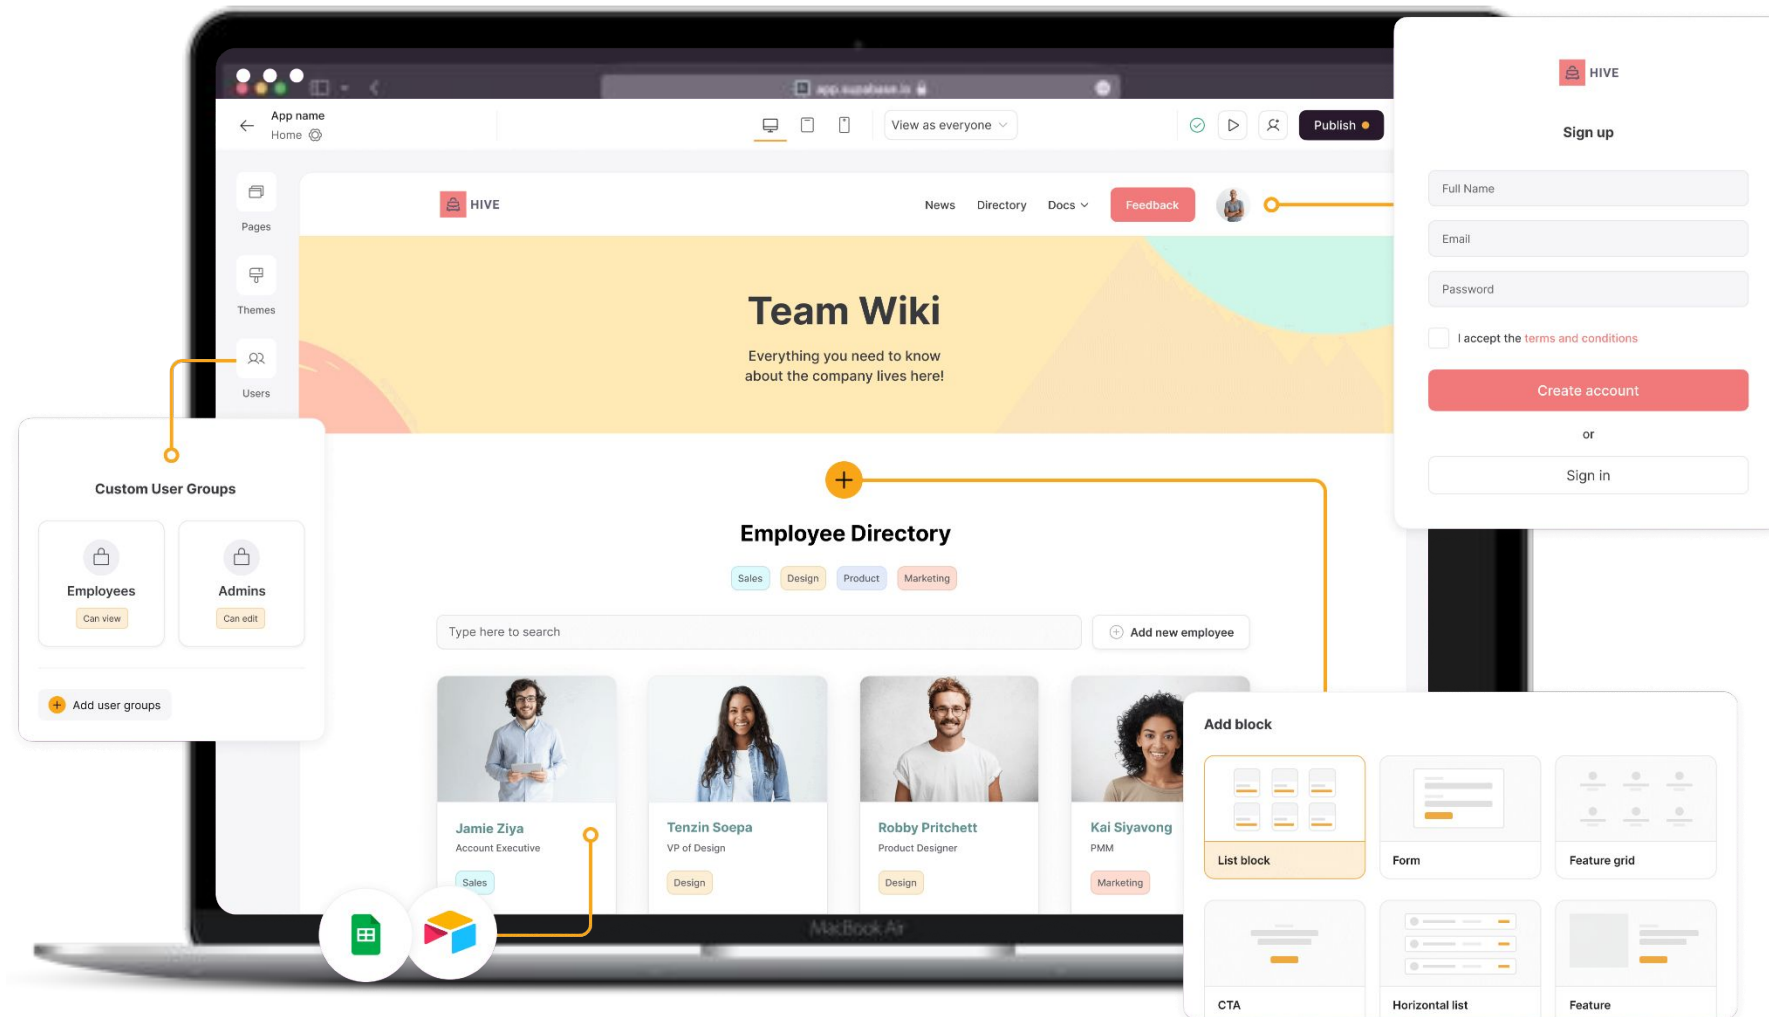 app.supabase.io
App name
Home
View as everyone
Publish
Pages
Themes
Users
HIVE
News
Directory
Docs
Feedback
Team Wiki
Everything you need to know
about the company lives here!
Custom User Groups
Employees
Can view
Admins
Can edit
Add user groups
Employee Directory
Sales
Design
Product
Marketing
Type here to search
Add new employee
Jamie Ziya
Account Executive
Sales
Tenzin Soepa
VP of Design
Design
Robby Pritchett
Product Designer
Design
Kai Siyavong
PMM
Marketing
MacBook Air
HIVE
Sign up
Full Name
Email
Password
I accept the terms and conditions
Create account
or
Sign in
Add block
List block
Form
Feature grid
CTA
Horizontal list
Feature